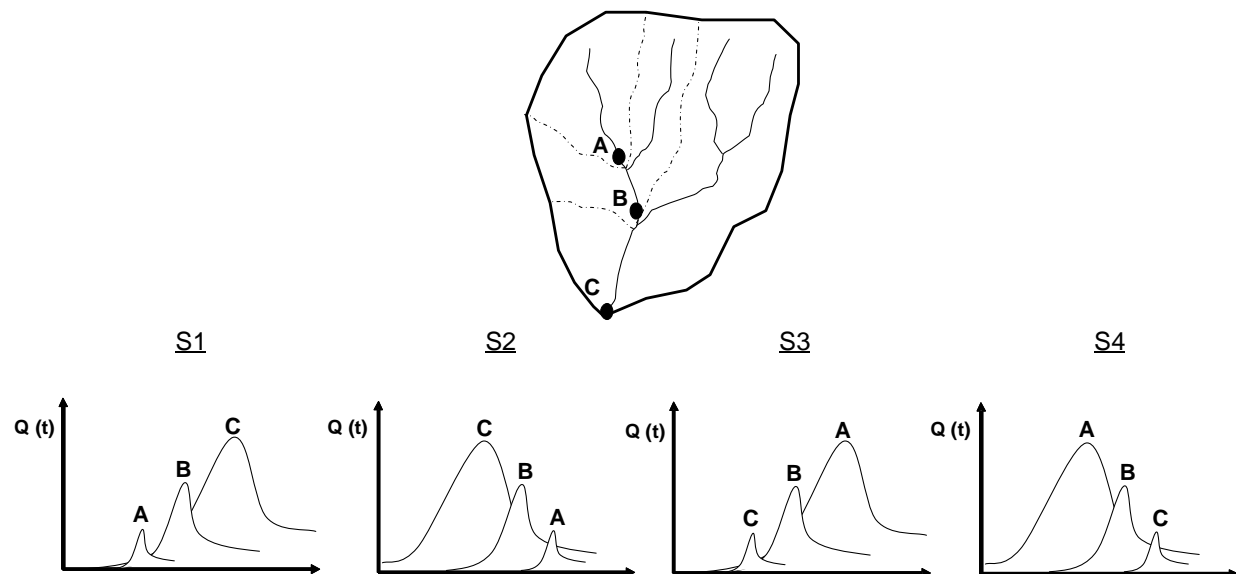 A
B
C
S1 S2 S3 S4
Q (t) A B C
Q (t) C B A
Q (t) C B A
Q (t) A B C